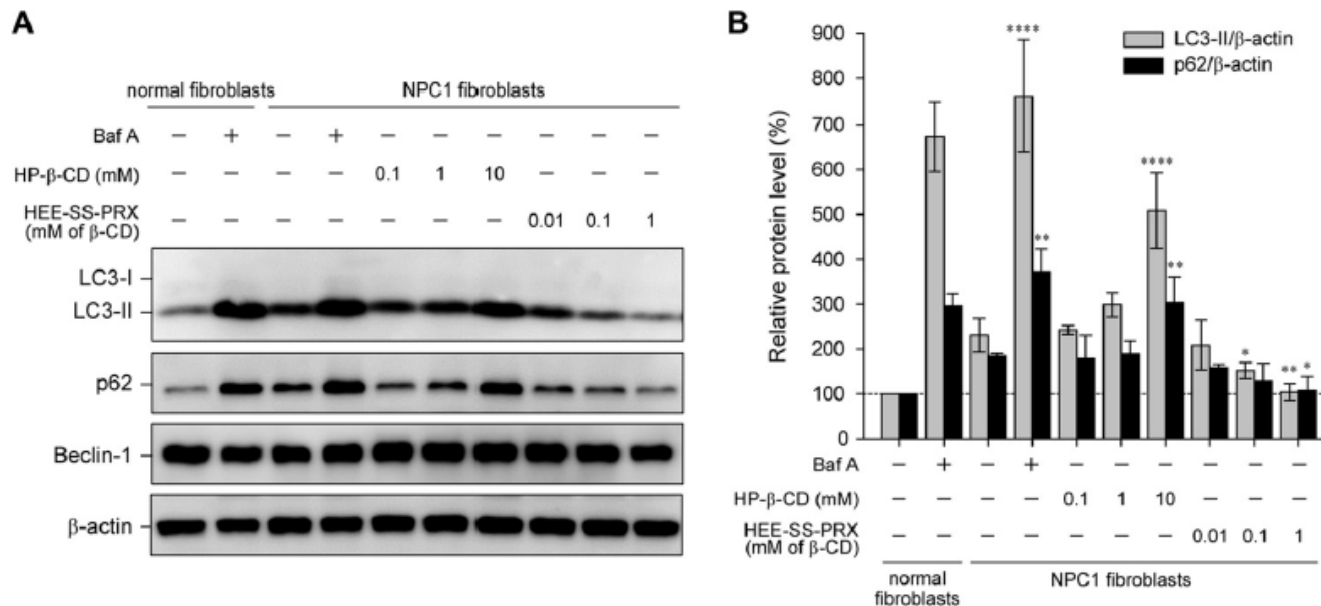 A
normal fibroblasts NPC1 fibroblasts
Baf A – + – + – – – – – –
HP-β-CD (mM) – – – – 0.1 1 10 – – –
HEE-SS-PRX
(mM of β-CD) – – – – – – – 0.01 0.1 1
LC3-I
LC3-II
p62
Beclin-1
β-actin
B
900
800
700
600
500
400
300
200
100
0
Relative protein level (%)
LC3-II/β-actin
p62/β-actin
****
**
****
**
*
**
*
Baf A – + – + – – – – – –
HP-β-CD (mM) – – – – 0.1 1 10 – – –
HEE-SS-PRX
(mM of β-CD) – – – – – – – 0.01 0.1 1
normal
fibroblasts
NPC1 fibroblasts